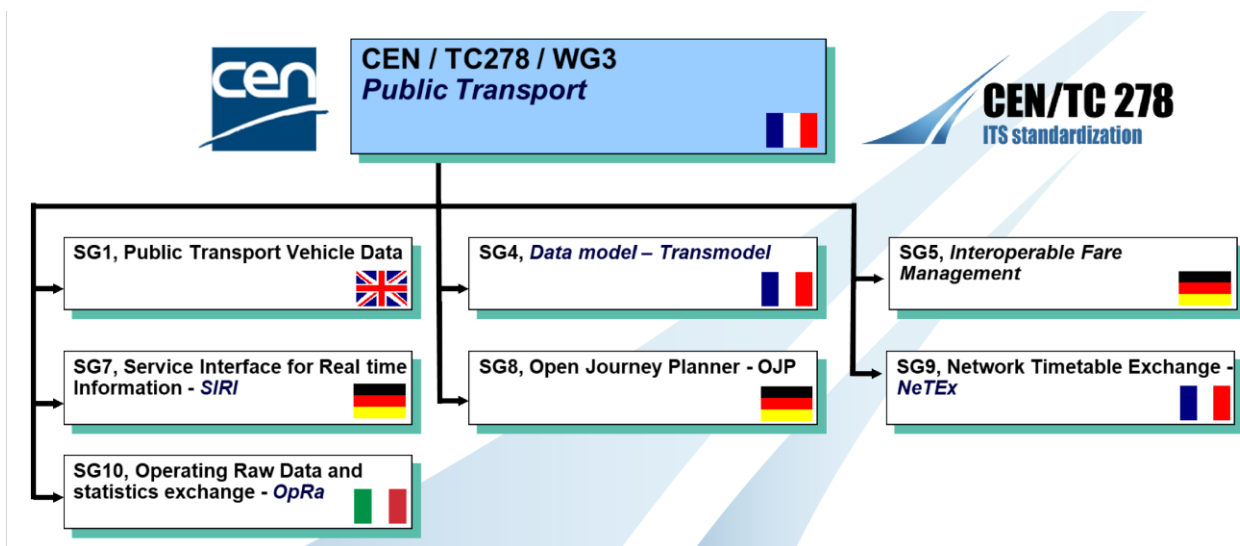 cen
CEN / TC278 / WG3
Public Transport
CEN/TC 278
ITS standardization
SG1, Public Transport Vehicle Data
SG4, Data model – Transmodel
SG5, Interoperable Fare
Management
SG7, Service Interface for Real time
Information - SIRI
SG8, Open Journey Planner - OJP
SG9, Network Timetable Exchange -
NeTEx
SG10, Operating Raw Data and
statistics exchange - OpRa